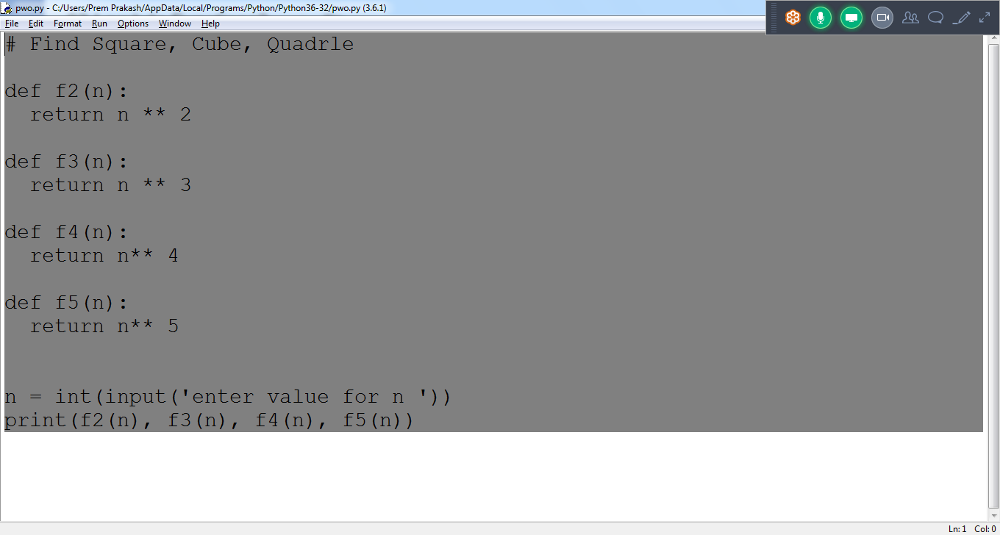 pwo.py - C:/Users/Prem Prakash/AppData/Local/Programs/Python/Python36-32/pwo.py (3.6.1)
File Edit Format Run Options Window Help
# Find Square, Cube, Quadrle
def f2(n):
  return n ** 2
def f3(n):
  return n ** 3
def f4(n):
  return n** 4
def f5(n):
  return n** 5
n = int(input('enter value for n '))
print(f2(n), f3(n), f4(n), f5(n))
Ln: 1 Col: 0